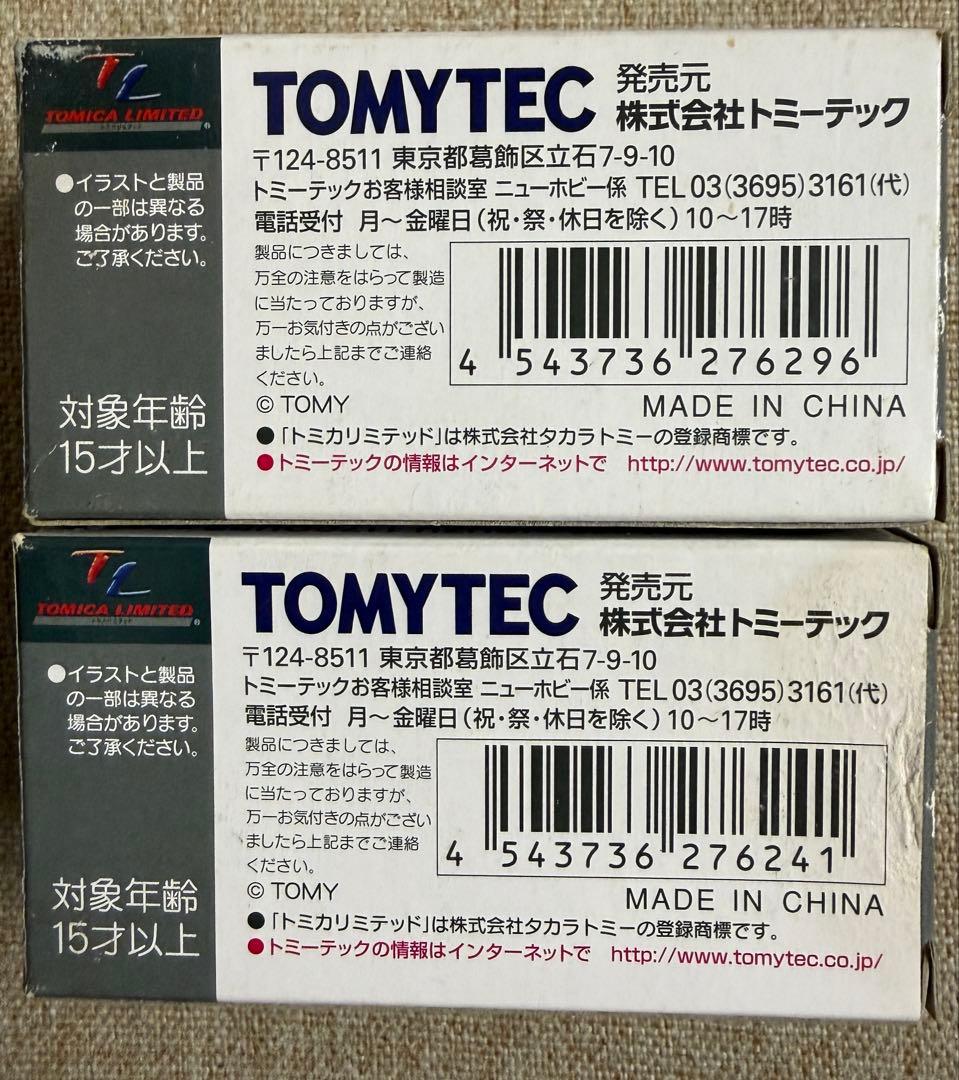 TL
TOMICA LIMITED
®
●イラストと製品
の一部は異なる
場合があります。
ご了承ください。
対象年齢
15才以上
TOMYTEC 発売元
株式会社トミーテック
〒124-8511 東京都葛飾区立石7-9-10
トミーテックお客様相談室 ニューホビー係 TEL 03(3695)3161(代)
電話受付 月〜金曜日(祝・祭・休日を除く)10〜17時
製品につきましては、
万全の注意をはらって製造
に当たっておりますが、
万一お気付きの点がござい
ましたら上記までご連絡
ください。
4 543736 276296
© TOMY MADE IN CHINA
●「トミカリミテッド」は株式会社タカラトミーの登録商標です。
●トミーテックの情報はインターネットで http://www.tomytec.co.jp/
TL
TOMICA LIMITED
®
●イラストと製品
の一部は異なる
場合があります。
ご了承ください。
対象年齢
15才以上
TOMYTEC 発売元
株式会社トミーテック
〒124-8511 東京都葛飾区立石7-9-10
トミーテックお客様相談室 ニューホビー係 TEL 03(3695)3161(代)
電話受付 月〜金曜日(祝・祭・休日を除く)10〜17時
製品につきましては、
万全の注意をはらって製造
に当たっておりますが、
万一お気付きの点がござい
ましたら上記までご連絡
ください。
4 543736 276241
© TOMY MADE IN CHINA
●「トミカリミテッド」は株式会社タカラトミーの登録商標です。
●トミーテックの情報はインターネットで http://www.tomytec.co.jp/